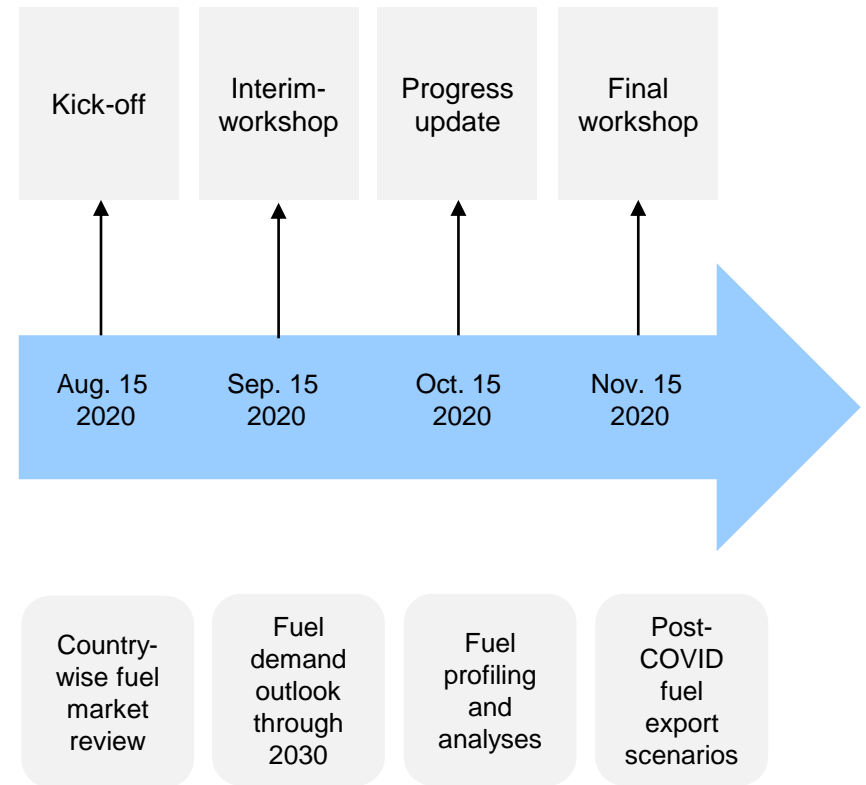 Kick-off
Interim-
workshop
Progress
update
Final
workshop
Aug. 15
2020
Sep. 15
2020
Oct. 15
2020
Nov. 15
2020
Country-
wise fuel
market
review
Fuel
demand
outlook
through
2030
Fuel
profiling
and
analyses
Post-
COVID
fuel
export
scenarios